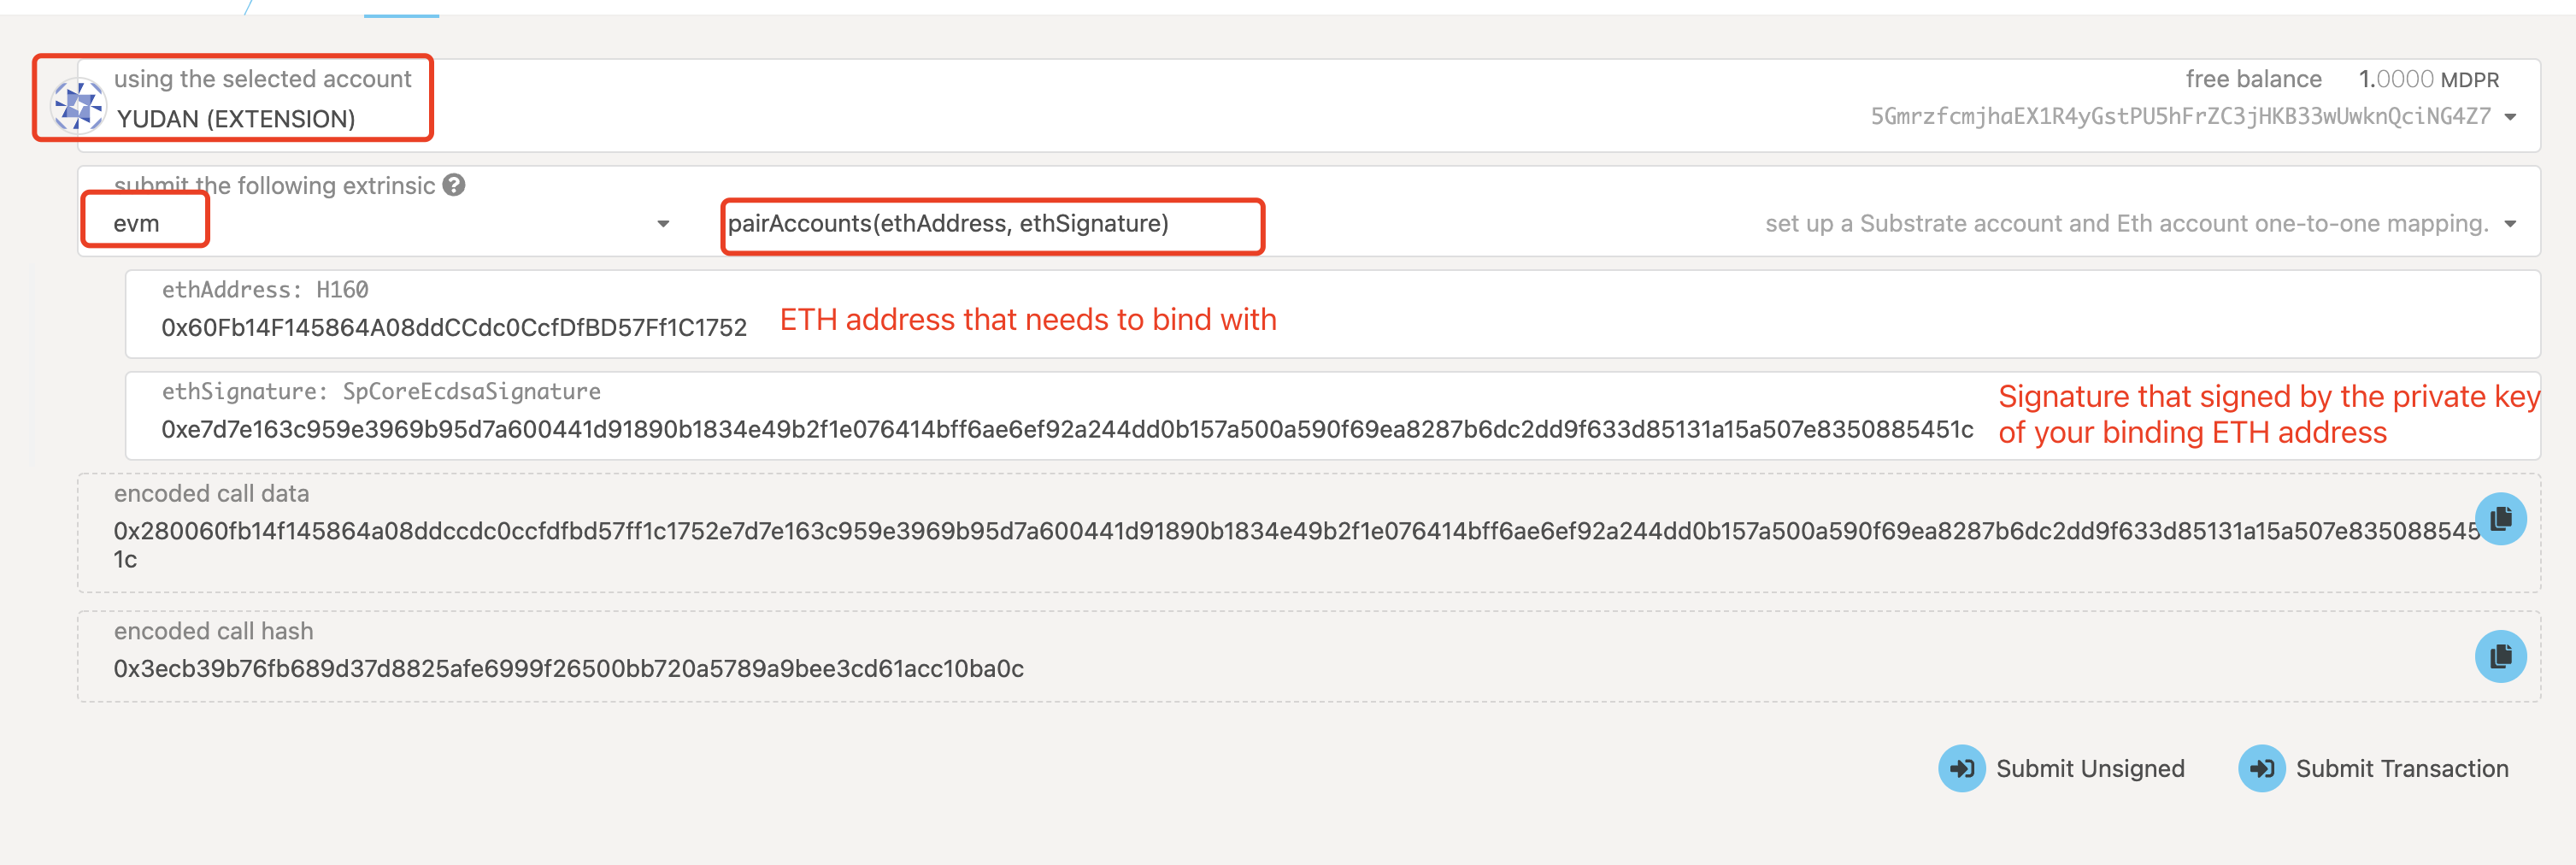 using the selected account
YUDAN (EXTENSION)
free balance 1.0000 MDPR
5GmrzfcmjhaEX1R4yGstPU5hFrZC3jHKB33wUwknQciNG4Z7
submit the following extrinsic ?
evm
pairAccounts(ethAddress, ethSignature)
set up a Substrate account and Eth account one-to-one mapping.
ethAddress: H160
0x60Fb14F145864A08ddCCdc0CcfDfBD57Ff1C1752
ETH address that needs to bind with
ethSignature: SpCoreEcdsaSignature
0xe7d7e163c959e3969b95d7a600441d91890b1834e49b2f1e076414bff6ae6ef92a244dd0b157a500a590f69ea8287b6dc2dd9f633d85131a15a507e8350885451c
Signature that signed by the private key
of your binding ETH address
encoded call data
0x280060fb14f145864a08ddccdc0ccfdfbd57ff1c1752e7d7e163c959e3969b95d7a600441d91890b1834e49b2f1e076414bff6ae6ef92a244dd0b157a500a590f69ea8287b6dc2dd9f633d85131a15a507e835088545
1c
encoded call hash
0x3ecb39b76fb689d37d8825afe6999f26500bb720a5789a9bee3cd61acc10ba0c
Submit Unsigned
Submit Transaction